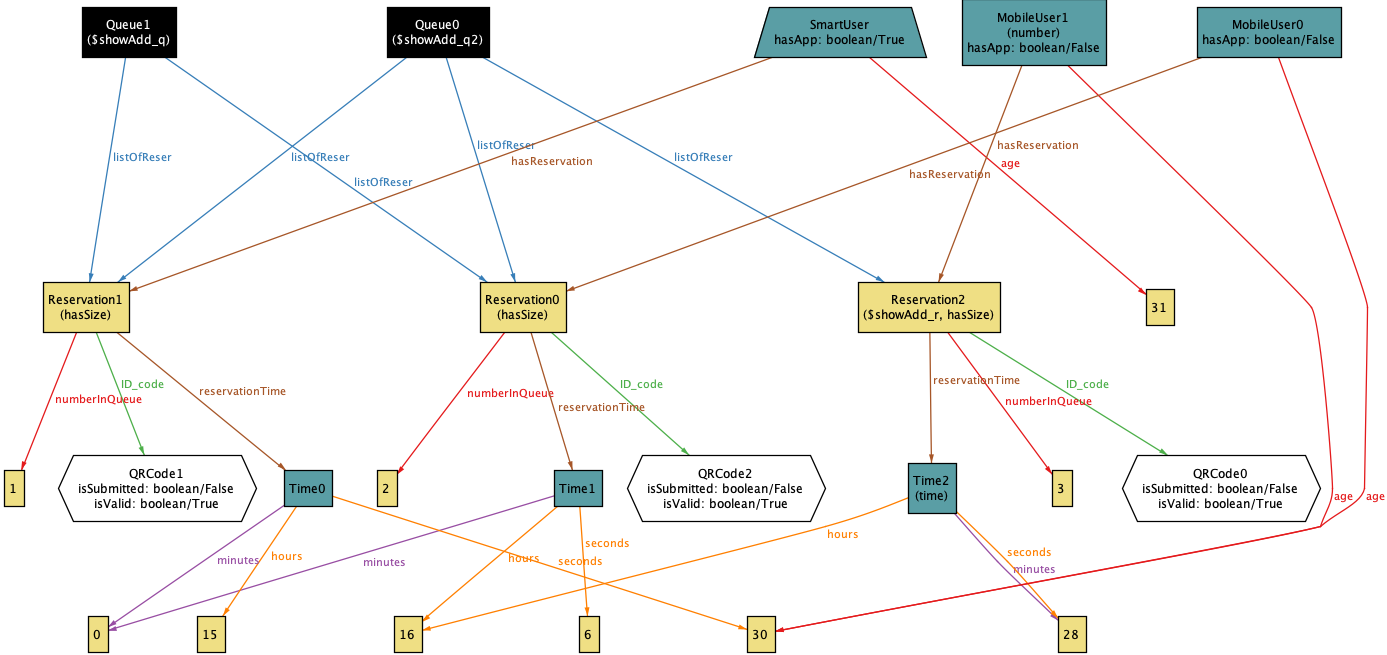 Queue1
($showAdd_q)
Queue0
($showAdd_q2)
SmartUser
hasApp: boolean/True
MobileUser1
(number)
hasApp: boolean/False
MobileUser0
hasApp: boolean/False
listOfReser
listOfReser
listOfReser
listOfReser
listOfReser
hasReservation
hasReservation
hasReservation
age
Reservation1
(hasSize)
Reservation0
(hasSize)
Reservation2
($showAdd_r, hasSize)
31
numberInQueue
ID_code
reservationTime
numberInQueue
reservationTime
ID_code
reservationTime
numberInQueue
ID_code
1
QRCode1
isSubmitted: boolean/False
isValid: boolean/True
Time0
2
Time1
QRCode2
isSubmitted: boolean/False
isValid: boolean/True
Time2
(time)
3
QRCode0
isSubmitted: boolean/False
isValid: boolean/True
age
age
minutes
hours
minutes
hours
seconds
seconds
hours
seconds
minutes
0
15
16
6
30
28